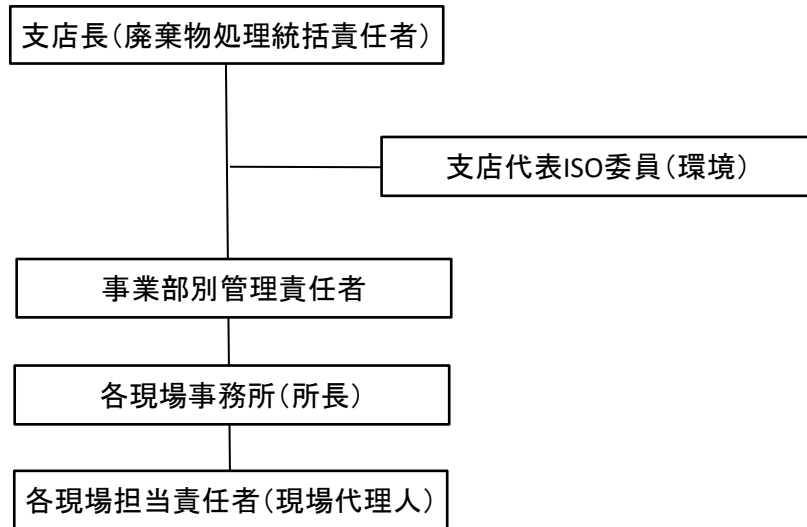 支店長（廃棄物処理統括責任者）
支店代表ISO委員（環境）
事業部別管理責任者
各現場事務所（所長）
各現場担当責任者（現場代理人）